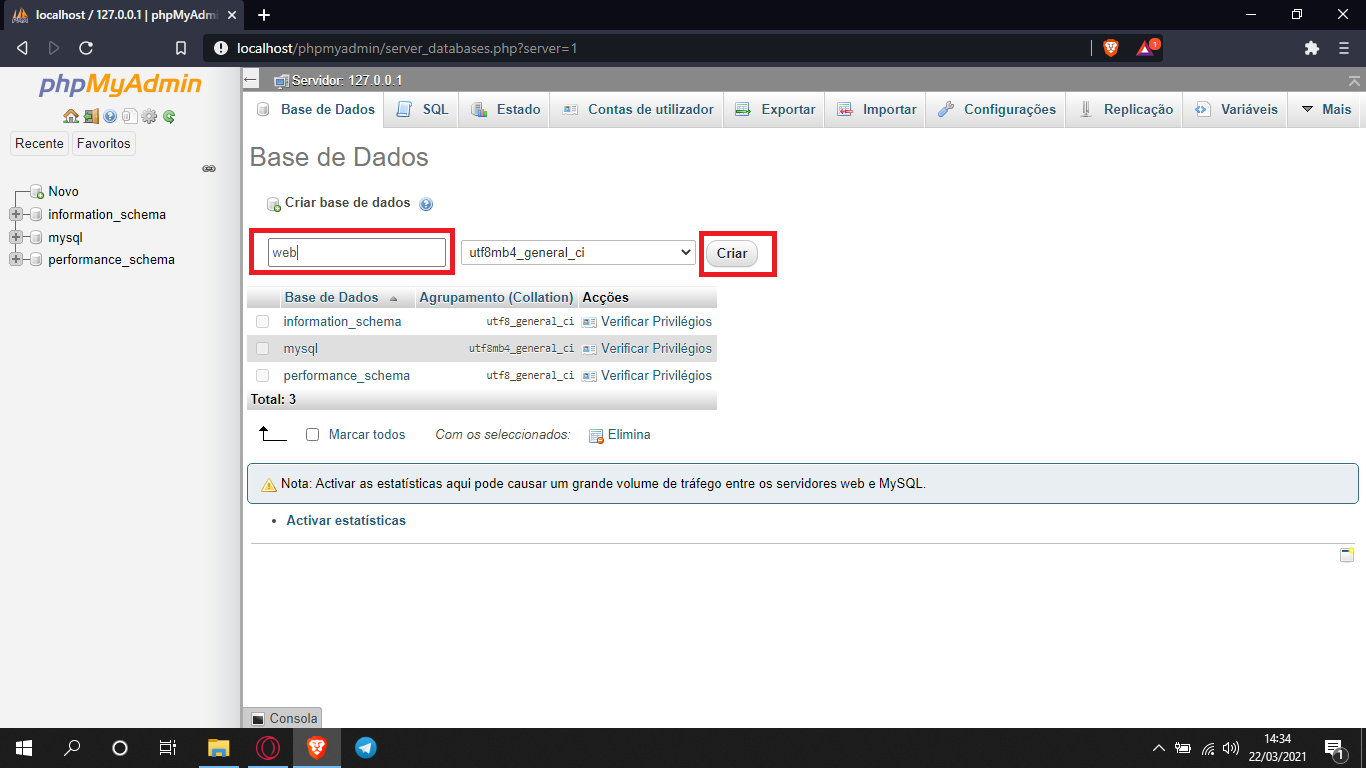 localhost / 127.0.0.1 | phpMyAdmi
localhost/phpmyadmin/server_databases.php?server=1
1
phpMyAdmin
Recente
Favoritos
Novo
information_schema
mysql
performance_schema
Servidor: 127.0.0.1
Base de Dados
SQL
Estado
Contas de utilizador
Exportar
Importar
Configurações
Replicação
Variáveis
Mais
Base de Dados
Criar base de dados
web
utf8mb4_general_ci
Criar
Base de Dados Agrupamento (Collation) Acções
information_schema utf8_general_ci Verificar Privilégios
mysql utf8mb4_general_ci Verificar Privilégios
performance_schema utf8_general_ci Verificar Privilégios
Total: 3
Marcar todos Com os seleccionados: Elimina
Nota: Activar as estatísticas aqui pode causar um grande volume de tráfego entre os servidores web e MySQL.
Activar estatísticas
Consola
14:34
22/03/2021
1